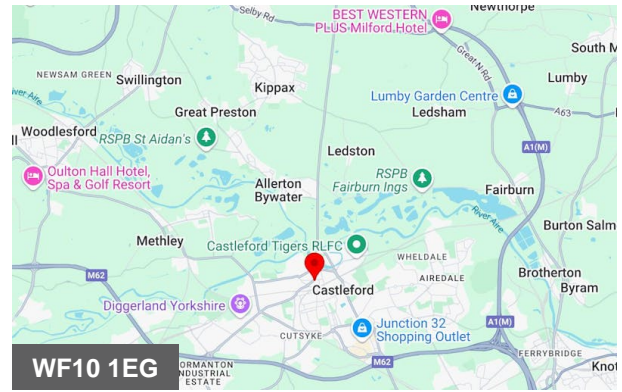 Selby Rd
BEST WESTERN
PLUS Milford Hotel
Newthorpe
Great N Rd
South M
NEWSAM GREEN
Swillington
Kippax
Lumby
Lumby Garden Centre
A63
Great Preston
Ledsham
River Aire
Woodlesford
RSPB St Aidan's
ll
Ledston
A1(M)
Oulton Hall Hotel,
Spa & Golf Resort
RSPB
Fairburn Ings
Allerton
Bywater
Fairburn
River Aire
Burton Salm
Methley
Castleford Tigers RLFC
WHELDALE
M62
AIREDALE
Brotherton
Byram
Castleford
Diggerland Yorkshire
Junction 32
Shopping Outlet
A1(M)
CUTSYKE
FERRYBRIDGE
WF10 1EG
ORMANTON
NDUSTRIAL
ESTATE
M62
Knot